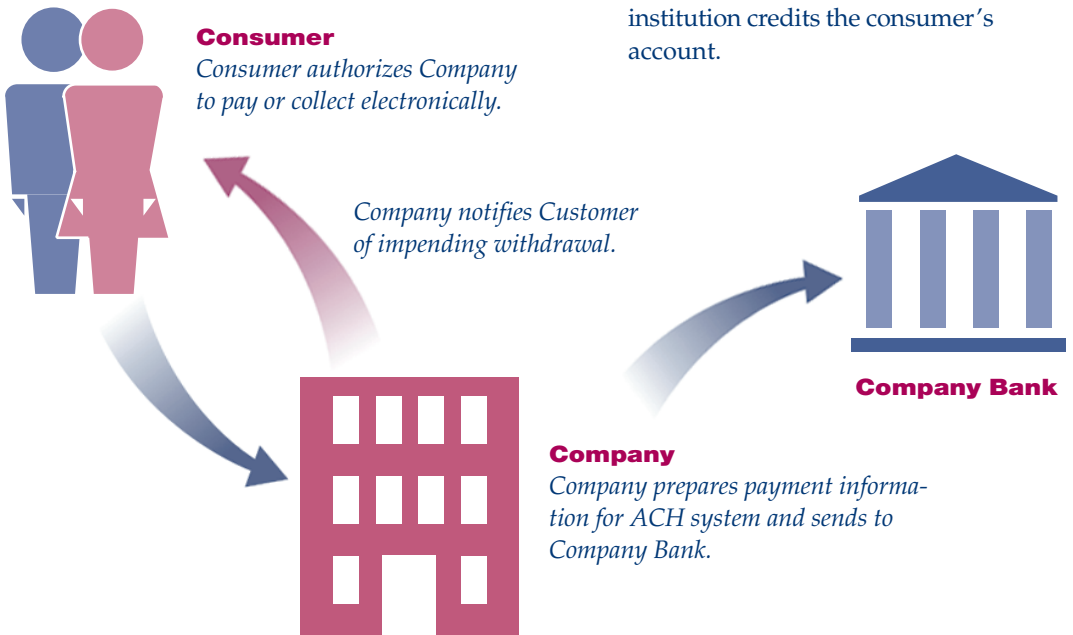 institution credits the consumer’s
account.
Consumer
Consumer authorizes Company
to pay or collect electronically.
Company notifies Customer
of impending withdrawal.
Company Bank
Company
Company prepares payment informa-
tion for ACH system and sends to
Company Bank.